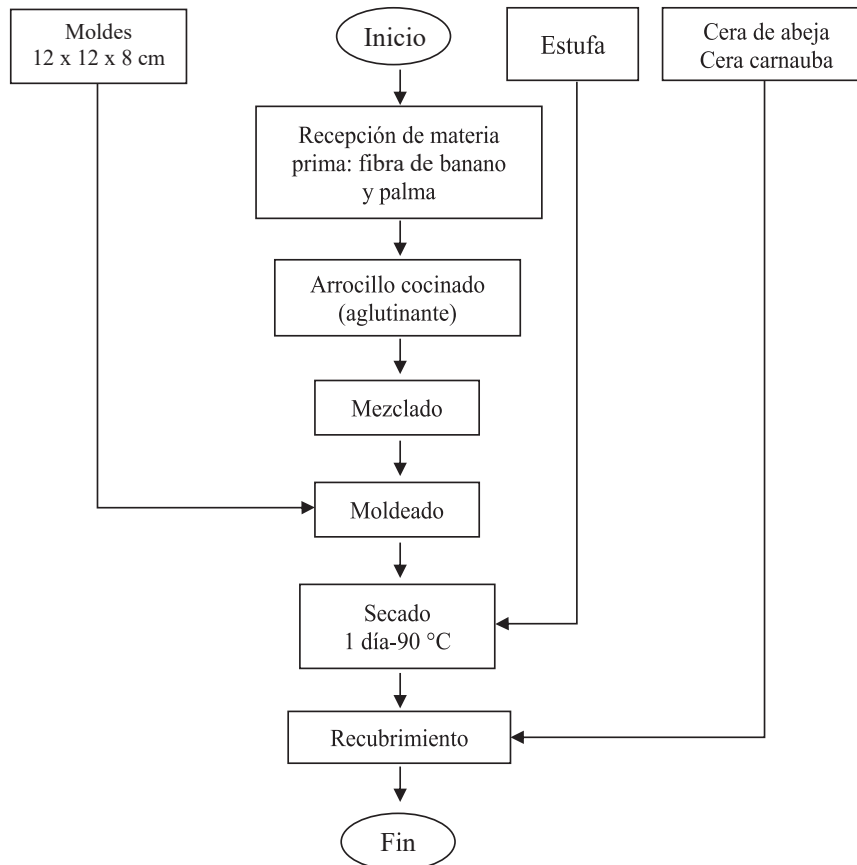 Moldes
12 x 12 x 8 cm
Inicio
Estufa
Cera de abeja
Cera carnauba
Recepción de materia
prima: fibra de banano
y palma
Arrocillo cocinado
(aglutinante)
Mezclado
Moldeado
Secado
1 día-90 °C
Recubrimiento
Fin